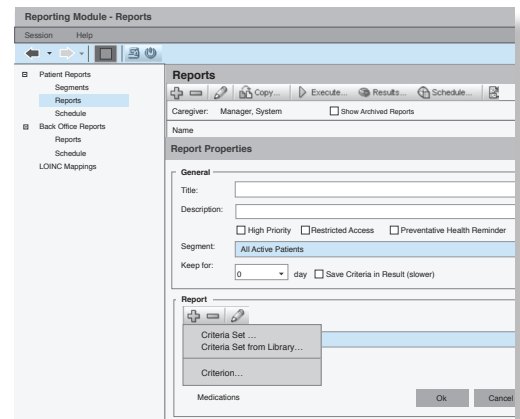 Reporting Module - Reports
Session Help
Patient Reports
Segments
Reports
Schedule
Back Office Reports
Reports
Schedule
LOINC Mappings
Reports
Copy... Execute... Results... Schedule...
Caregiver: Manager, System Show Archived Reports
Name
Report Properties
General
Title:
Description:
High Priority Restricted Access Preventative Health Reminder
Segment: All Active Patients
Keep for: 0 day Save Criteria in Result (slower)
Report
Criteria Set ...
Criteria Set from Library...
Criterion...
Medications
Ok Cancel